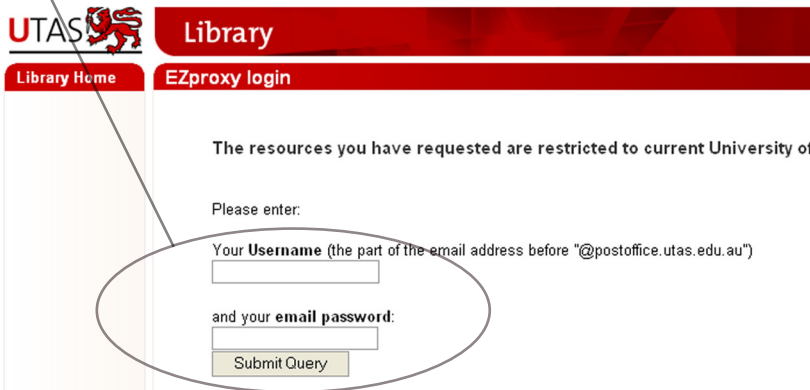 UTAS
Library
Library Home
EZproxy login
The resources you have requested are restricted to current University of
Please enter:
Your Username (the part of the email address before "@postoffice.utas.edu.au")
and your email password:
Submit Query